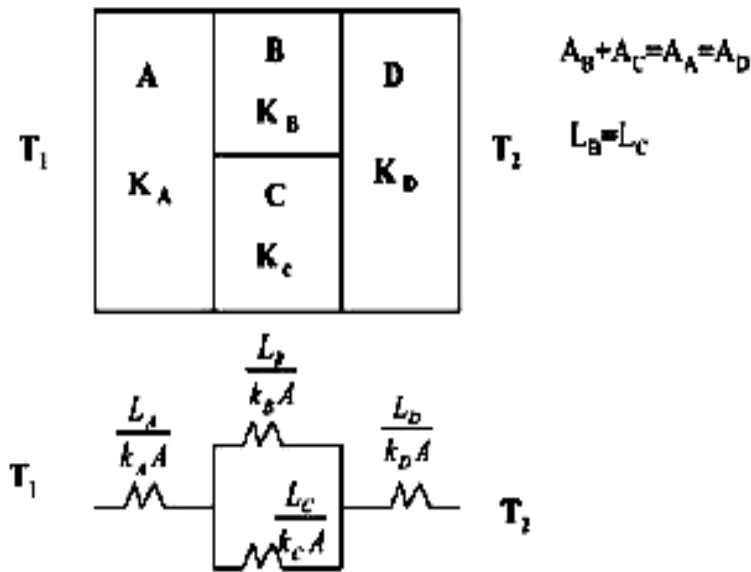 A
K_A
B
K_B
C
K_c
D
K_D
T_1
T_2
A_B+A_C=A_A=A_D
L_B=L_C
L_A
k_A A
L_B
k_B A
L_C
k_C A
L_D
k_D A
T_1
T_2